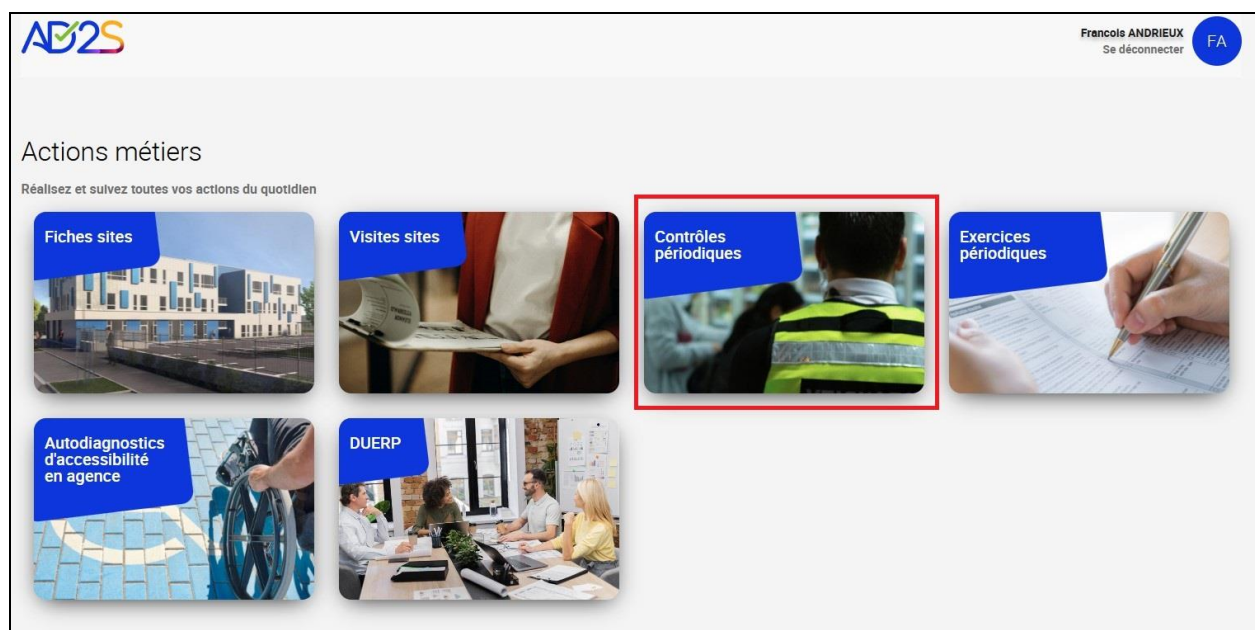 AD2S
Francois ANDRIEUX
Se déconnecter
FA
Actions métiers
Réalisez et suivez toutes vos actions du quotidien
Fiches sites
Visites sites
Contrôles
périodiques
Exercices
périodiques
Autodiagnostics
d'accessibilité
en agence
DUERP